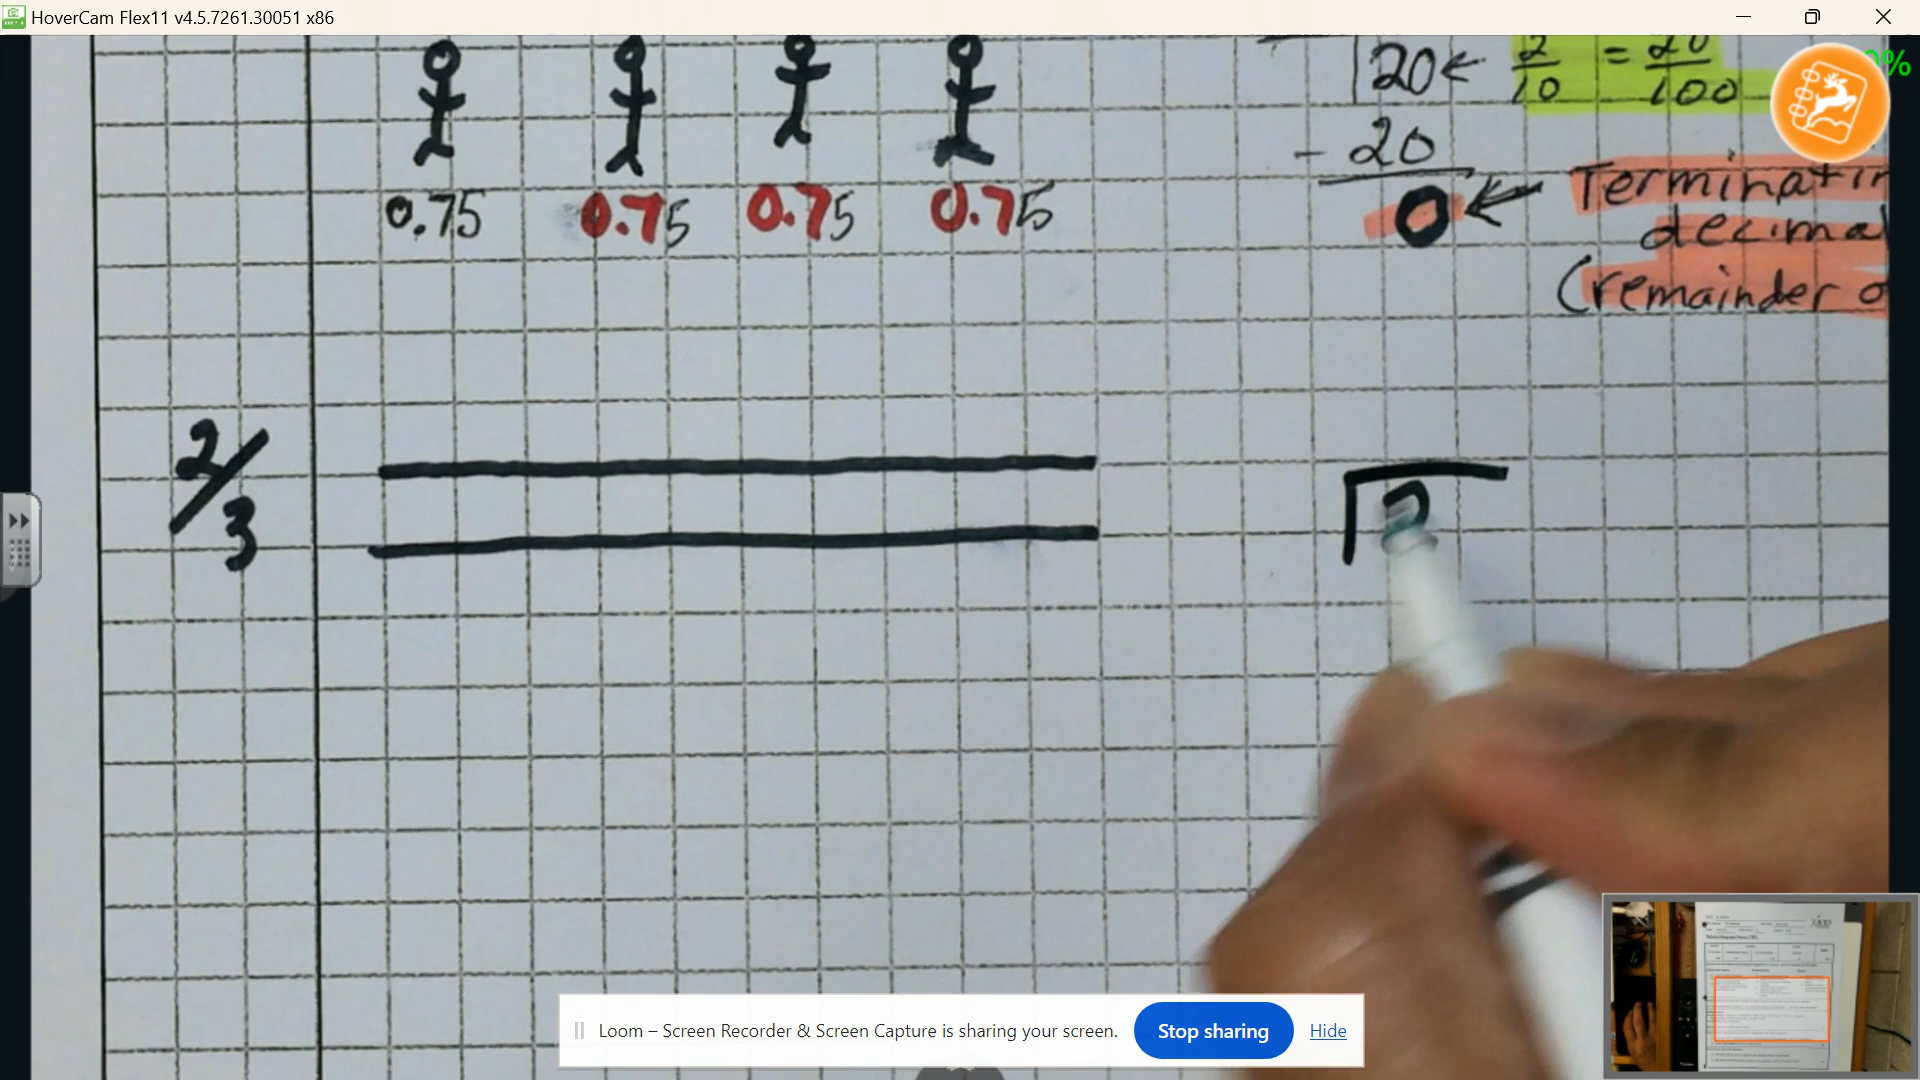 HoverCam Flex11 v4.5.7261.30051 x86
20 ← 2/10 = 20/100
- 20
0.75 0.75 0.75 0.75
0 ← Terminatin
decimal
(remainder o
2/3
2
Loom – Screen Recorder & Screen Capture is sharing your screen. Stop sharing Hide